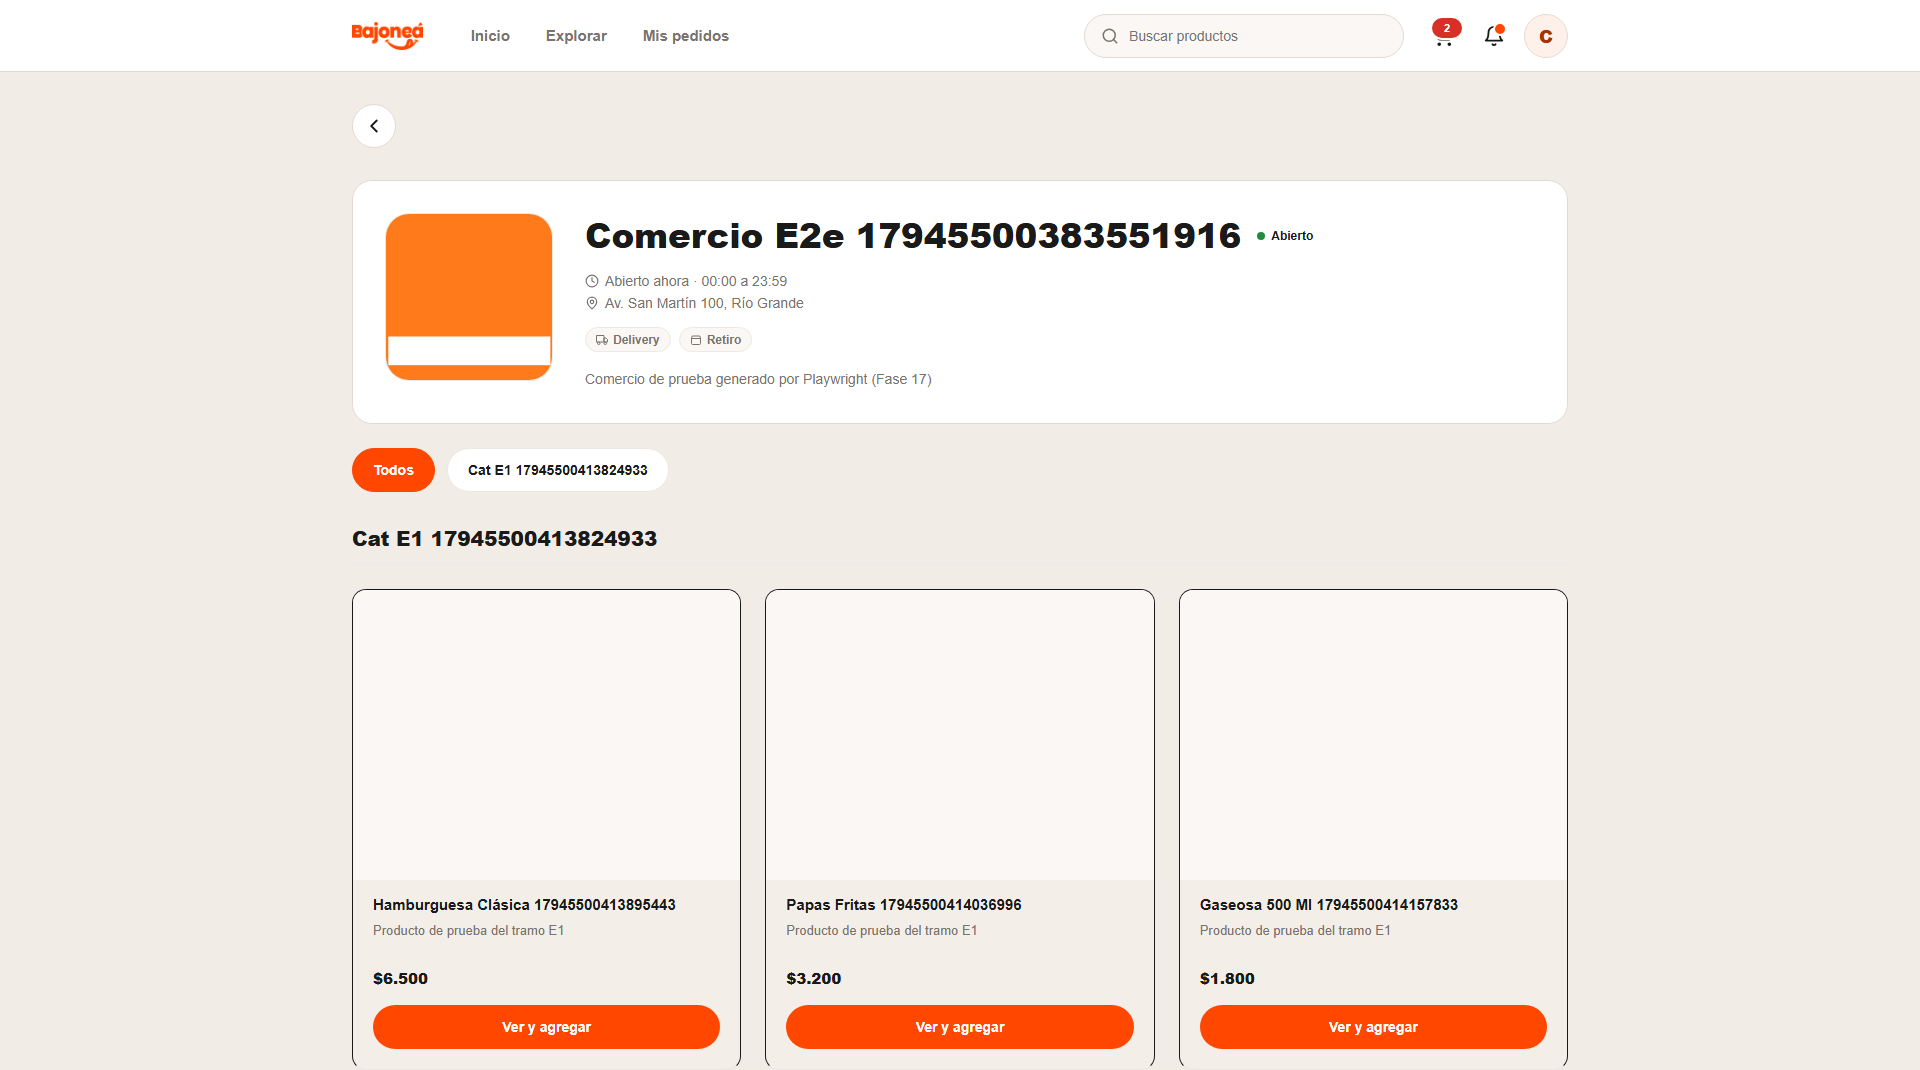 Bajoneá
Inicio
Explorar
Mis pedidos
Buscar productos
2
C
Comercio E2e 17945500383551916
Abierto
Abierto ahora · 00:00 a 23:59
Av. San Martín 100, Río Grande
Delivery
Retiro
Comercio de prueba generado por Playwright (Fase 17)
Todos
Cat E1 17945500413824933
Cat E1 17945500413824933
Hamburguesa Clásica 17945500413895443
Producto de prueba del tramo E1
$6.500
Ver y agregar
Papas Fritas 17945500414036996
Producto de prueba del tramo E1
$3.200
Ver y agregar
Gaseosa 500 Ml 17945500414157833
Producto de prueba del tramo E1
$1.800
Ver y agregar